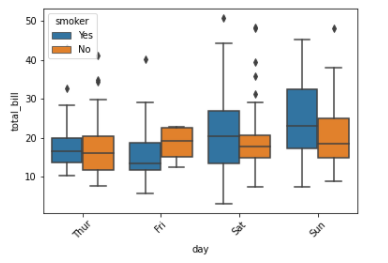 smoker
Yes
No
50
40
30
20
10
total_bill
Thur
Fri
Sat
Sun
day